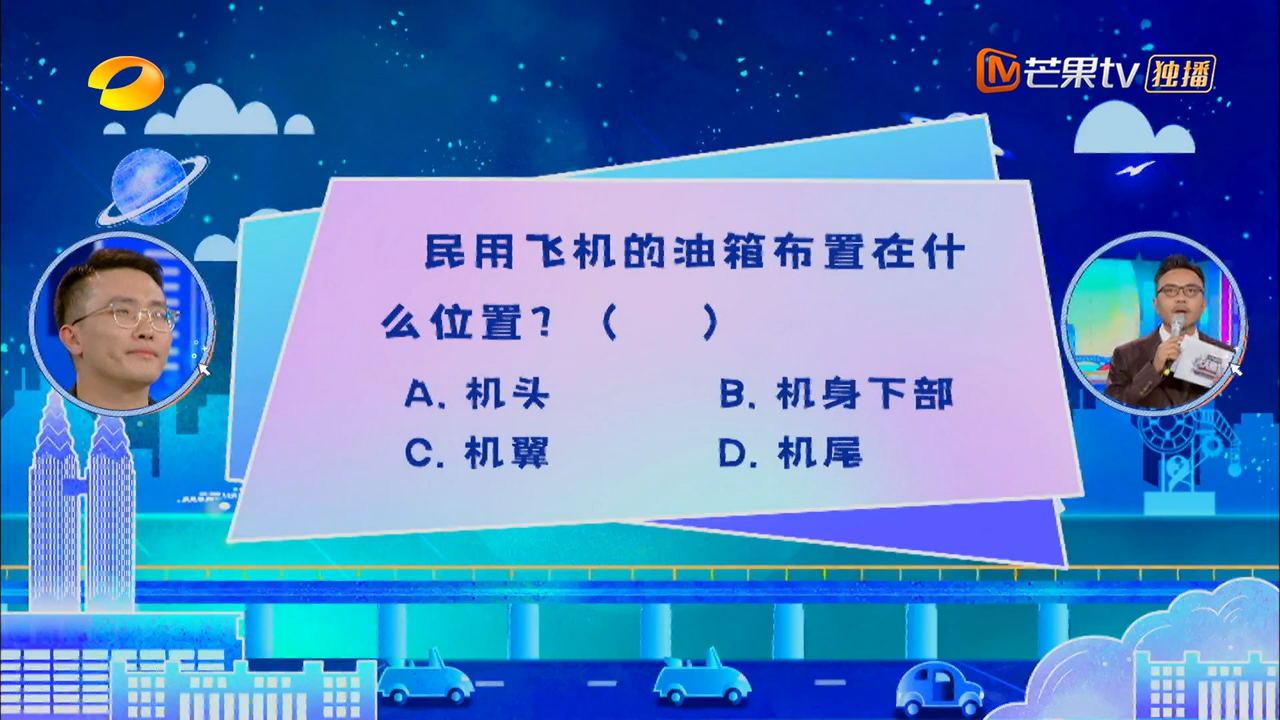 芒果tv 独播
民用飞机的油箱布置在什
么位置？（ ）
A. 机头 B. 机身下部
C. 机翼 D. 机尾